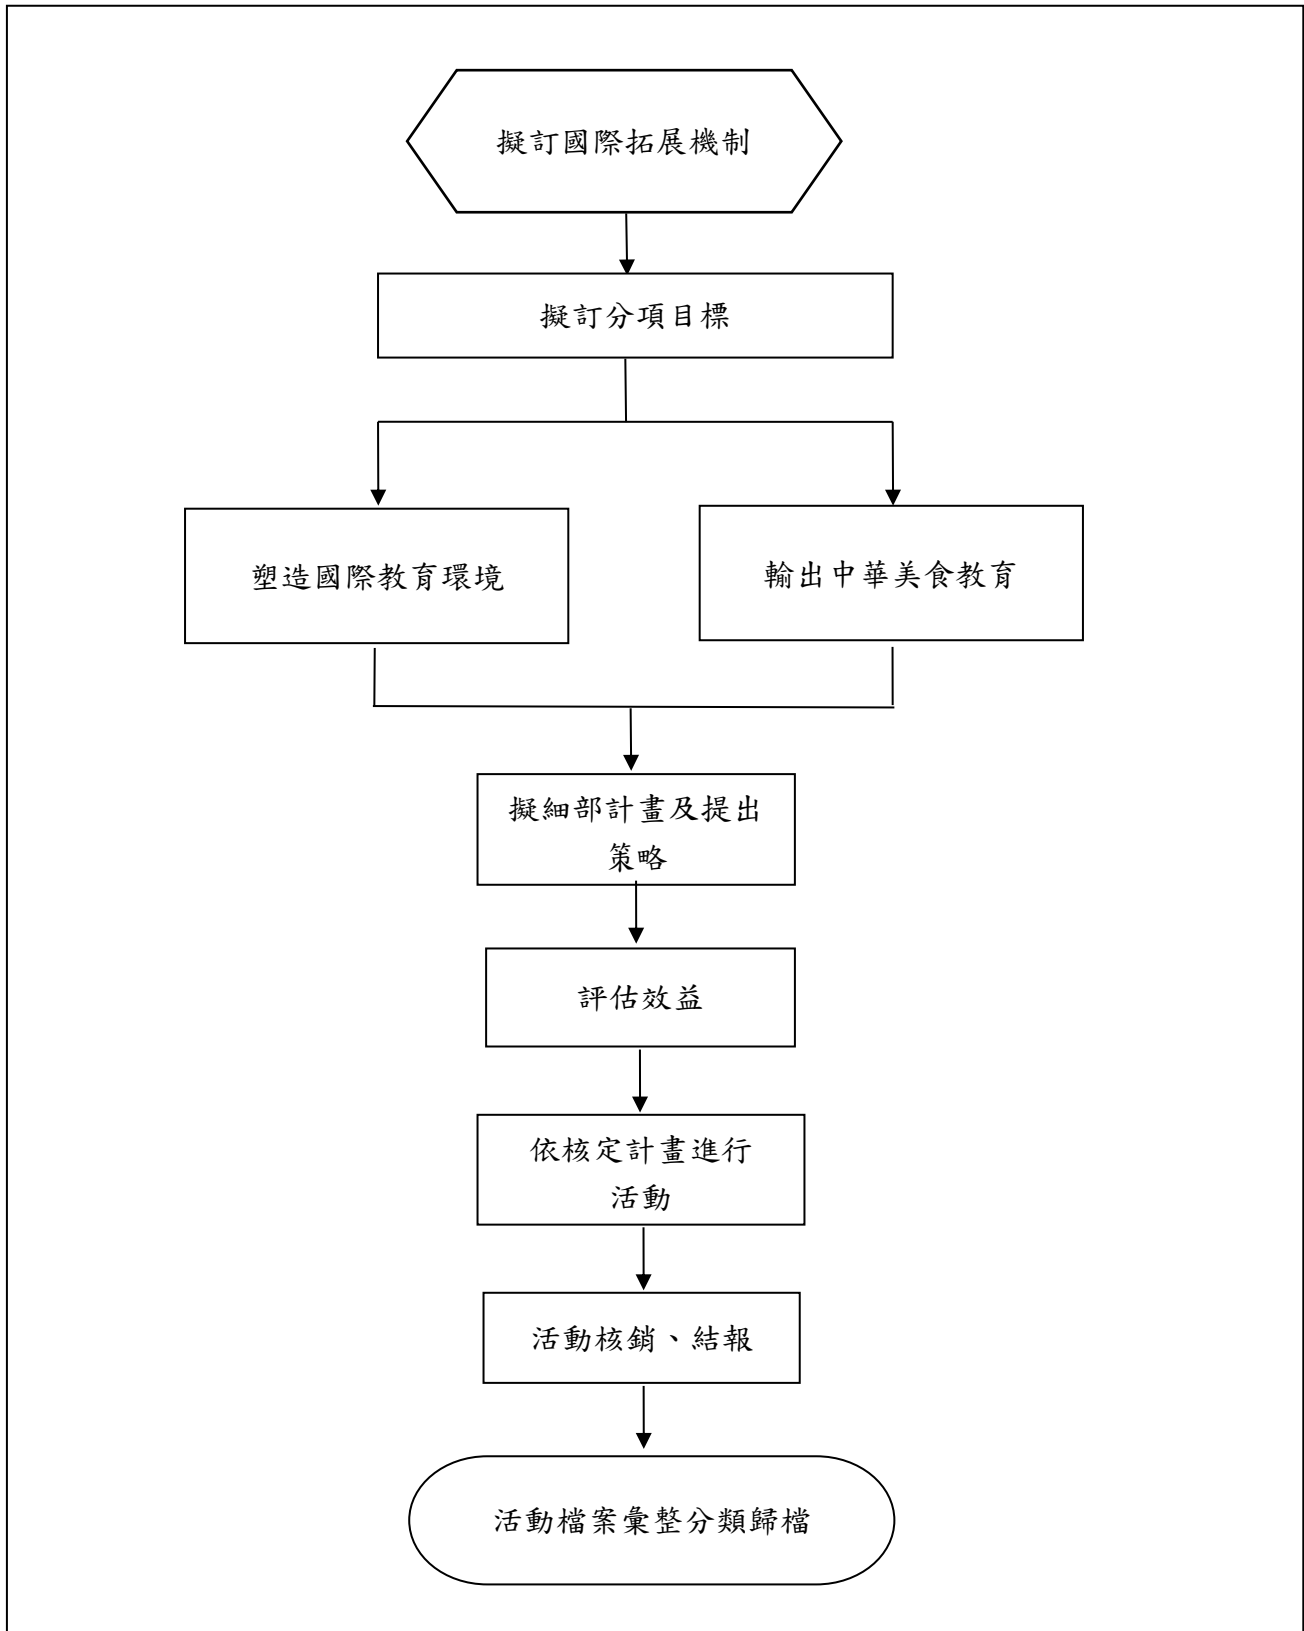 擬訂國際拓展機制
擬訂分項目標
塑造國際教育環境
輸出中華美食教育
擬細部計畫及提出
策略
評估效益
依核定計畫進行
活動
活動核銷、結報
活動檔案彙整分類歸檔